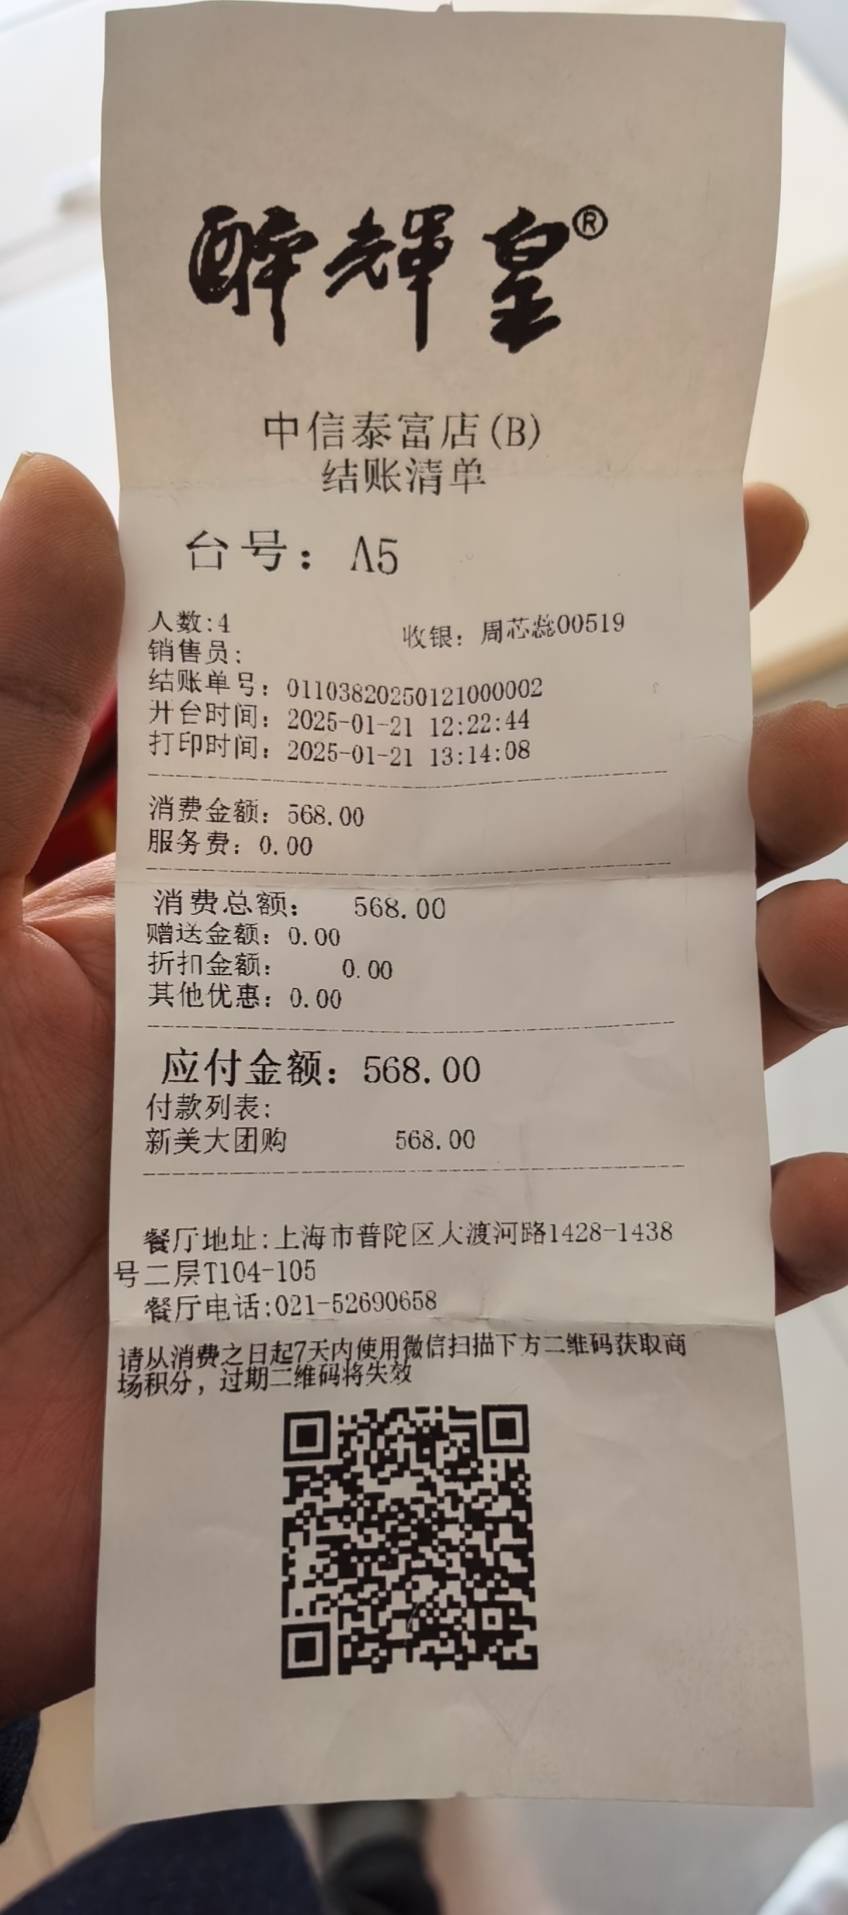 醉輝皇®
中信泰富店(B)
结账清单
台号：A5
人数:4 收银：周芯蕊00519
销售员:
结账单号：01103820250121000002
开台时间：2025-01-21 12:22:44
打印时间：2025-01-21 13:14:08
消费金额：568.00
服务费：0.00
消费总额： 568.00
赠送金额：0.00
折扣金额： 0.00
其他优惠：0.00
应付金额：568.00
付款列表:
新美大团购 568.00
餐厅地址:上海市普陀区大渡河路1428-1438
号二层T104-105
餐厅电话:021-52690658
请从消费之日起7天内使用微信扫描下方二维码获取商
场积分，过期二维码将失效